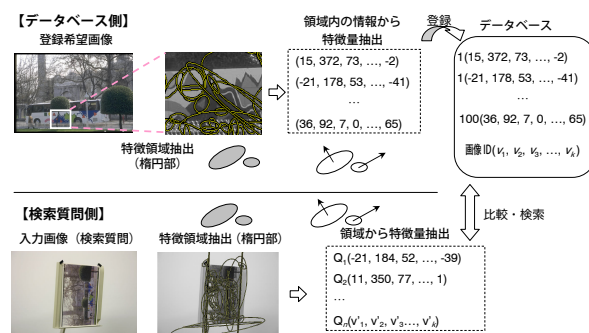 【データベース側】
登録希望画像
領域内の情報から
特徴量抽出
登録
データベース
(15, 372, 73, …, -2)
(-21, 178, 53, …, -41)
…
(36, 92, 7, 0, …, 65)
1(15, 372, 73, …, -2)
1(-21, 178, 53, …, -41)
…
100(36, 92, 7, 0, …, 65)
画像ID(v1, v2, v3, …, vk)
特徴領域抽出
(楕円部)
【検索質問側】
入力画像（検索質問）
特徴領域抽出（楕円部）
領域から特徴量抽出
比較・検索
Q1(-21, 184, 52, …, -39)
Q2(11, 350, 77, …, 1)
…
Qn(v'1, v'2, v'3…, v'k)